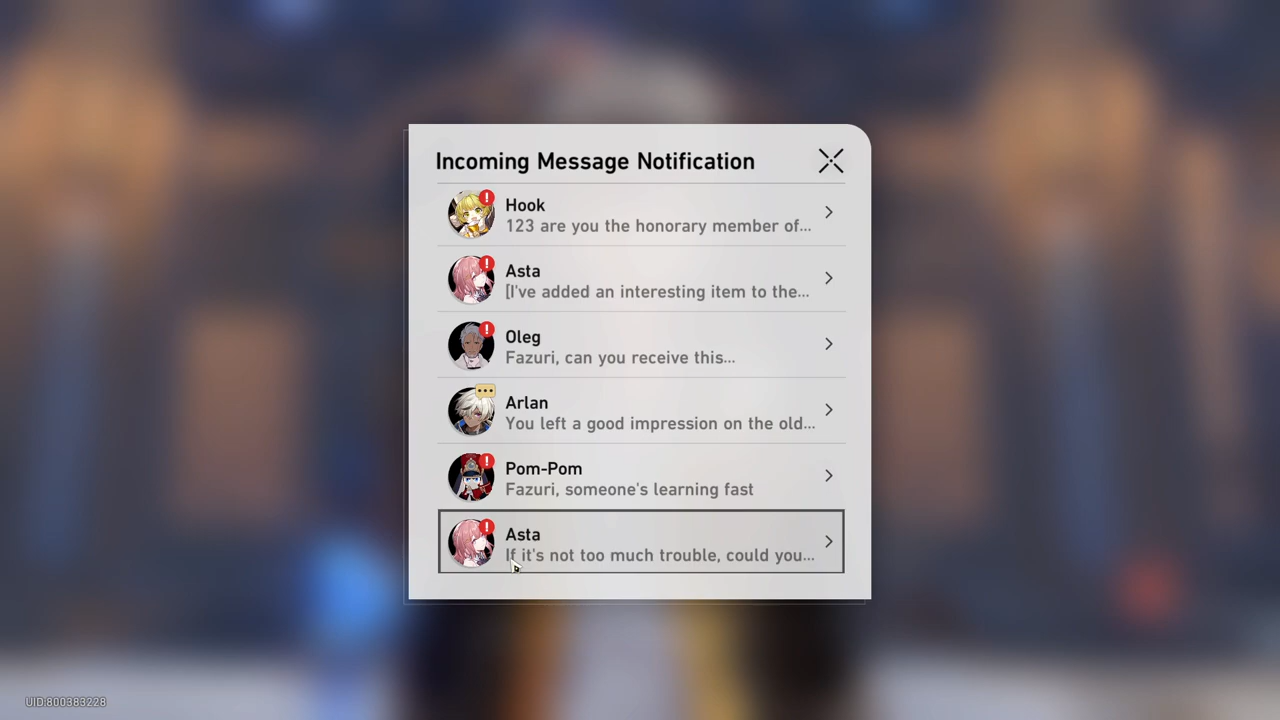 Incoming Message Notification
Hook
123 are you the honorary member of...
Asta
[I've added an interesting item to the...
Oleg
Fazuri, can you receive this...
Arlan
You left a good impression on the old...
Pom-Pom
Fazuri, someone's learning fast
Asta
If it's not too much trouble, could you...
UID:800383228